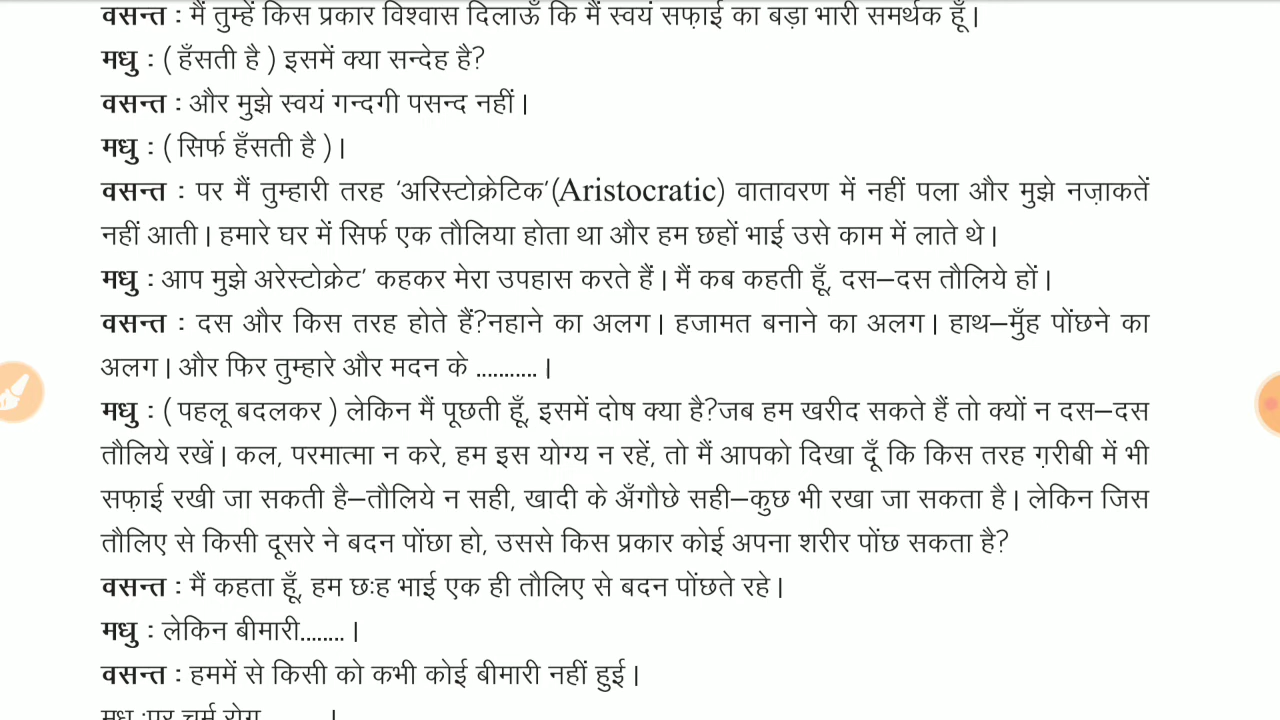 वसन्त : मैं तुम्हें किस प्रकार विश्वास दिलाऊँ कि मैं स्वयं सफ़ाई का बड़ा भारी समर्थक हूँ।
मधु : ( हँसती है ) इसमें क्या सन्देह है?
वसन्त : और मुझे स्वयं गन्दगी पसन्द नहीं।
मधु : ( सिर्फ हँसती है )।
वसन्त : पर मैं तुम्हारी तरह ‘अरिस्टोक्रेटिक’(Aristocratic) वातावरण में नहीं पला और मुझे नज़ाकतें
नहीं आती। हमारे घर में सिर्फ एक तौलिया होता था और हम छहों भाई उसे काम में लाते थे।
मधु : आप मुझे अरेस्टोक्रेट’ कहकर मेरा उपहास करते हैं। मैं कब कहती हूँ, दस–दस तौलिये हों।
वसन्त : दस और किस तरह होते हैं?नहाने का अलग। हजामत बनाने का अलग। हाथ–मुँह पोंछने का
अलग। और फिर तुम्हारे और मदन के ...........।
मधु : ( पहलू बदलकर ) लेकिन मैं पूछती हूँ, इसमें दोष क्या है?जब हम खरीद सकते हैं तो क्यों न दस–दस
तौलिये रखें। कल, परमात्मा न करे, हम इस योग्य न रहें, तो मैं आपको दिखा दूँ कि किस तरह ग़रीबी में भी
सफ़ाई रखी जा सकती है–तौलिये न सही, खादी के अँगौछे सही–कुछ भी रखा जा सकता है। लेकिन जिस
तौलिए से किसी दूसरे ने बदन पोंछा हो, उससे किस प्रकार कोई अपना शरीर पोंछ सकता है?
वसन्त : मैं कहता हूँ, हम छःह भाई एक ही तौलिए से बदन पोंछते रहे।
मधु : लेकिन बीमारी........।
वसन्त : हममें से किसी को कभी कोई बीमारी नहीं हुई।
मधु :पर चर्म रोग..........।